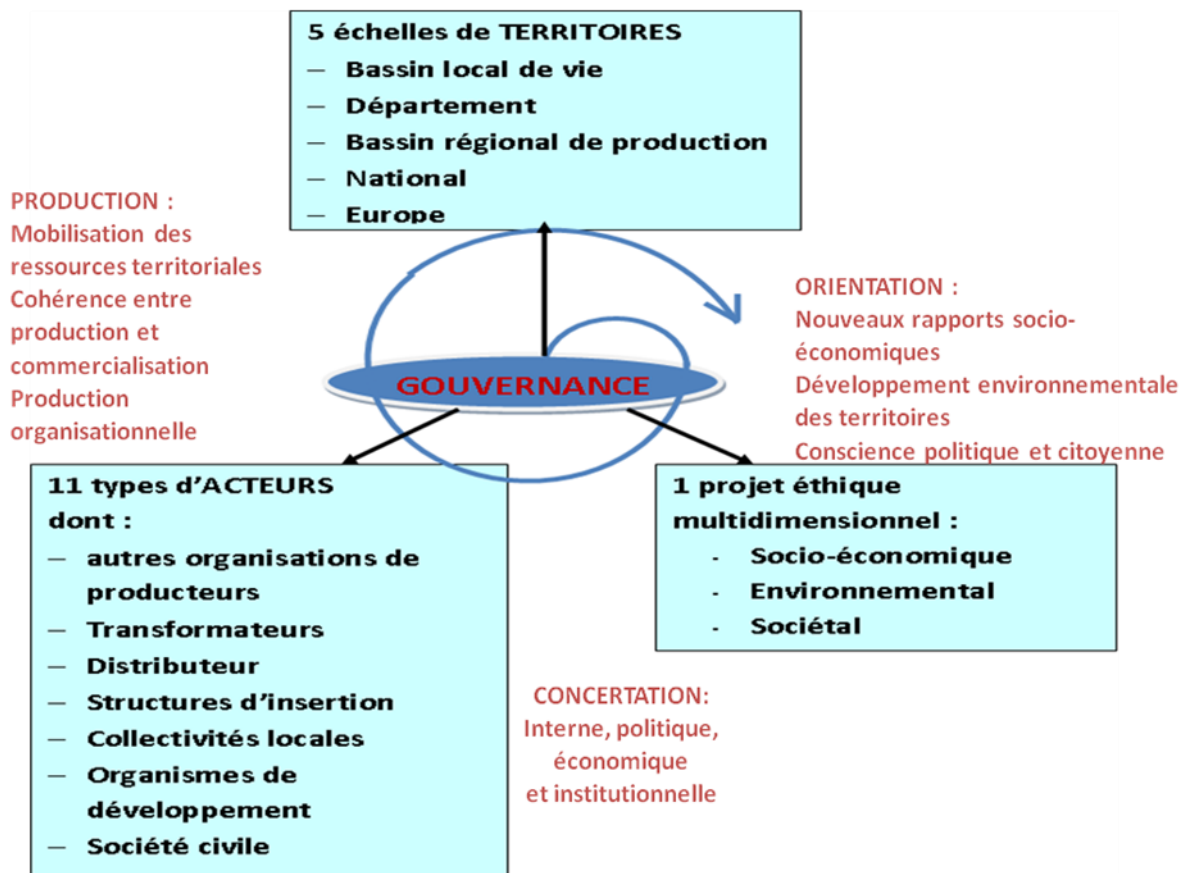 5 échelles de TERRITOIRES
– Bassin local de vie
– Département
– Bassin régional de production
– National
– Europe
PRODUCTION :
Mobilisation des
ressources territoriales
Cohérence entre
production et
commercialisation
Production
organisationnelle
ORIENTATION :
Nouveaux rapports socio-
économiques
Développement environnementale
des territoires
Conscience politique et citoyenne
GOUVERNANCE
11 types d’ACTEURS
dont :
– autres organisations de
producteurs
– Transformateurs
– Distributeur
– Structures d’insertion
– Collectivités locales
– Organismes de
développement
– Société civile
1 projet éthique
multidimensionnel :
- Socio-économique
- Environnemental
- Sociétal
CONCERTATION:
Interne, politique,
économique
et institutionnelle